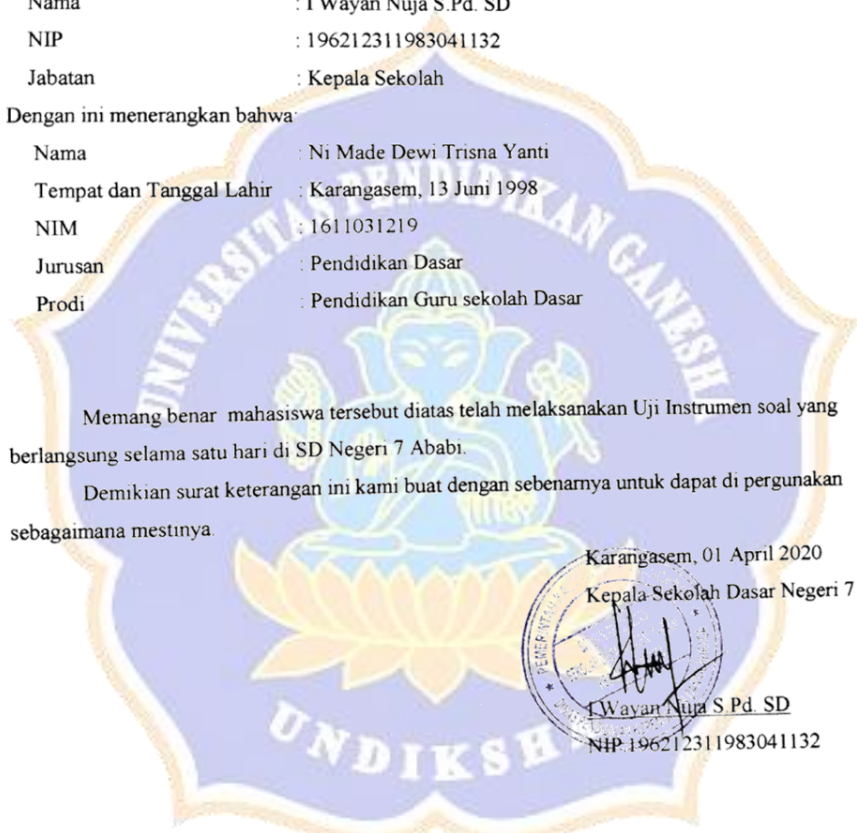 Nama : I Wayan Nuja S.Pd. SD
NIP : 196212311983041132
Jabatan : Kepala Sekolah
Dengan ini menerangkan bahwa:
Nama : Ni Made Dewi Trisna Yanti
Tempat dan Tanggal Lahir : Karangasem, 13 Juni 1998
NIM : 1611031219
Jurusan : Pendidikan Dasar
Prodi : Pendidikan Guru sekolah Dasar
UNIVERSITAS PENDIDIKAN GANESHA
Memang benar mahasiswa tersebut diatas telah melaksanakan Uji Instrumen soal yang
berlangsung selama satu hari di SD Negeri 7 Ababi.
Demikian surat keterangan ini kami buat dengan sebenarnya untuk dapat di pergunakan
sebagaimana mestinya.
Karangasem, 01 April 2020
Kepala Sekolah Dasar Negeri 7
PEMERINTAH
I Wayan Nuja S.Pd. SD
NIP 196212311983041132
UNDIKSHA